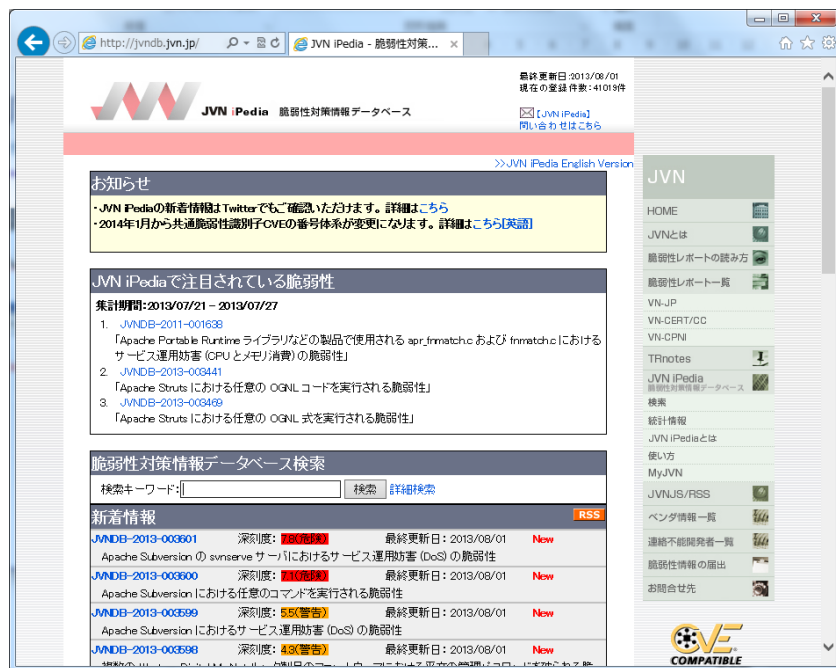 http://jvndb.jvn.jp/
JVN iPedia - 脆弱性対策...
JVN iPedia 脆弱性対策情報データベース
最終更新日:2013/08/01
現在の登録件数:41019件
【JVN iPedia】
問い合わせはこちら
>>JVN iPedia English Version
お知らせ
・JVN iPediaの新着情報はTwitterでもご確認いただけます。詳細はこちら
・2014年1月から共通脆弱性識別子CVEの番号体系が変更になります。詳細はこちら[英語]
JVN iPediaで注目されている脆弱性
集計期間:2013/07/21 - 2013/07/27
1. JVNDB-2011-001638
「Apache Portable Runtime ライブラリなどの製品で使用される apr_fnmatch.c および fnmatch.c における
サービス運用妨害 (CPU とメモリ消費) の脆弱性」
2. JVNDB-2013-003441
「Apache Struts における任意の OGNL コードを実行される脆弱性」
3. JVNDB-2013-003469
「Apache Struts における任意の OGNL 式を実行される脆弱性」
脆弱性対策情報データベース検索
検索キーワード: 検索 詳細検索
新着情報 RSS
JVNDB-2013-003601 深刻度: 7.8(危険) 最終更新日: 2013/08/01 New
Apache Subversion の svnserve サーバにおけるサービス運用妨害 (DoS) の脆弱性
JVNDB-2013-003600 深刻度: 7.1(危険) 最終更新日: 2013/08/01 New
Apache Subversion における任意のコマンドを実行される脆弱性
JVNDB-2013-003599 深刻度: 5.5(警告) 最終更新日: 2013/08/01 New
Apache Subversion におけるサービス運用妨害 (DoS) の脆弱性
JVNDB-2013-003598 深刻度: 4.3(警告) 最終更新日: 2013/08/01 New
JVN
HOME
JVNとは
脆弱性レポートの読み方
脆弱性レポート一覧
VN-JP
VN-CERT/CC
VN-CPNI
TRnotes
JVN iPedia
脆弱性対策情報データベース
検索
統計情報
JVN iPediaとは
使い方
MyJVN
JVNJS/RSS
ベンダ情報一覧
連絡不能開発者一覧
脆弱性情報の届出
お問合せ先
CVE
COMPATIBLE